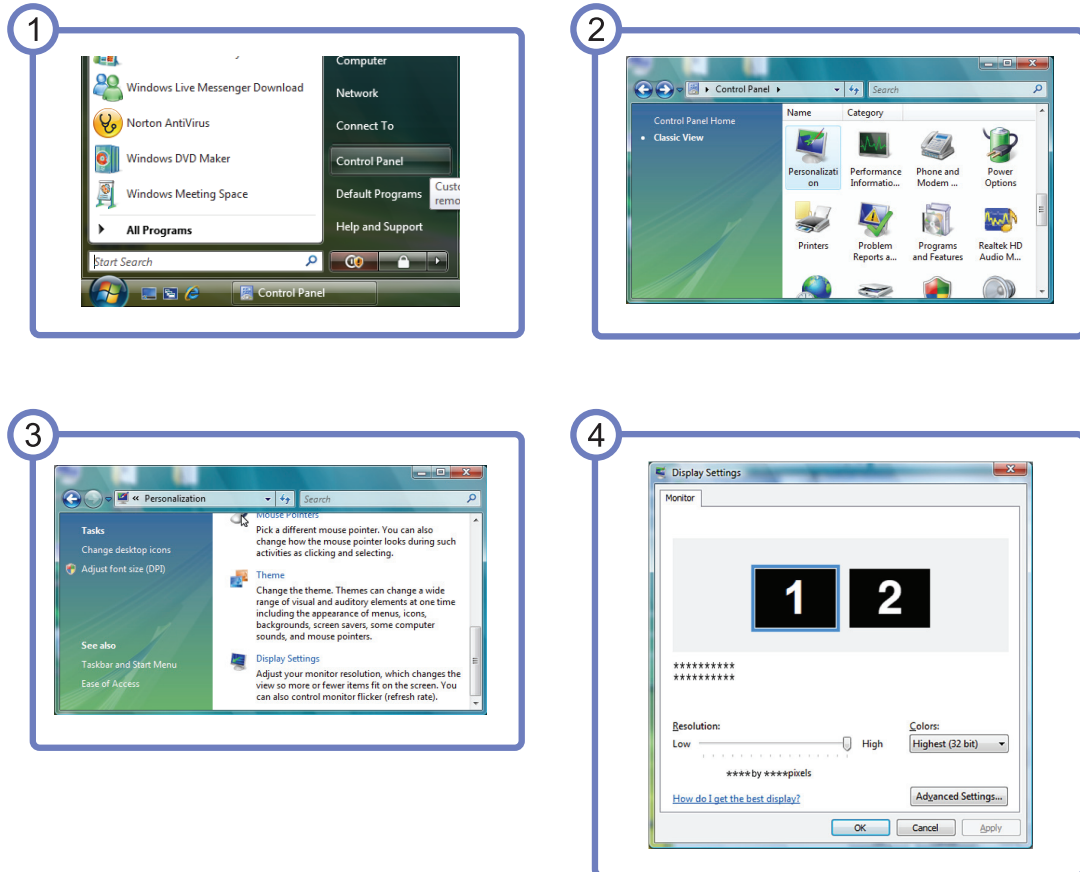 1
Windows Live Messenger Download
Norton AntiVirus
Windows DVD Maker
Windows Meeting Space
All Programs
Start Search
Computer
Network
Connect To
Control Panel
Default Programs
Help and Support
Custo
remo
Control Panel
2
Control Panel
Search
Control Panel Home
Classic View
Name Category
Personalizati
on
Performance
Informatio...
Phone and
Modem ...
Power
Options
Printers
Problem
Reports a...
Programs
and Features
Realtek HD
Audio M...
3
« Personalization
Search
Tasks
Change desktop icons
Adjust font size (DPI)
See also
Taskbar and Start Menu
Ease of Access
Mouse Pointers
Pick a different mouse pointer. You can also
change how the mouse pointer looks during such
activities as clicking and selecting.
Theme
Change the theme. Themes can change a wide
range of visual and auditory elements at one time
including the appearance of menus, icons,
backgrounds, screen savers, some computer
sounds, and mouse pointers.
Display Settings
Adjust your monitor resolution, which changes the
view so more or fewer items fit on the screen. You
can also control monitor flicker (refresh rate).
4
Display Settings
Monitor
1 2
**********
**********
Resolution:
Low High
****by ****pixels
Colors:
Highest (32 bit)
How do I get the best display?
Advanced Settings...
OK Cancel Apply